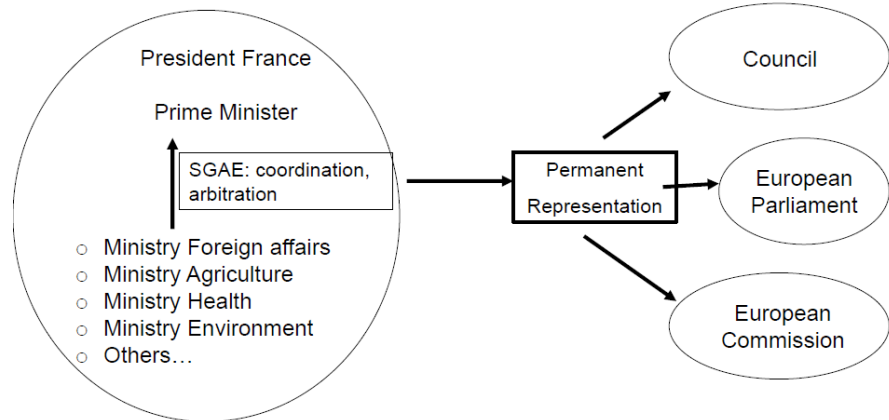 President France
Prime Minister
SGAE: coordination,
arbitration
○ Ministry Foreign affairs
○ Ministry Agriculture
○ Ministry Health
○ Ministry Environment
○ Others…
Permanent
Representation
Council
European
Parliament
European
Commission